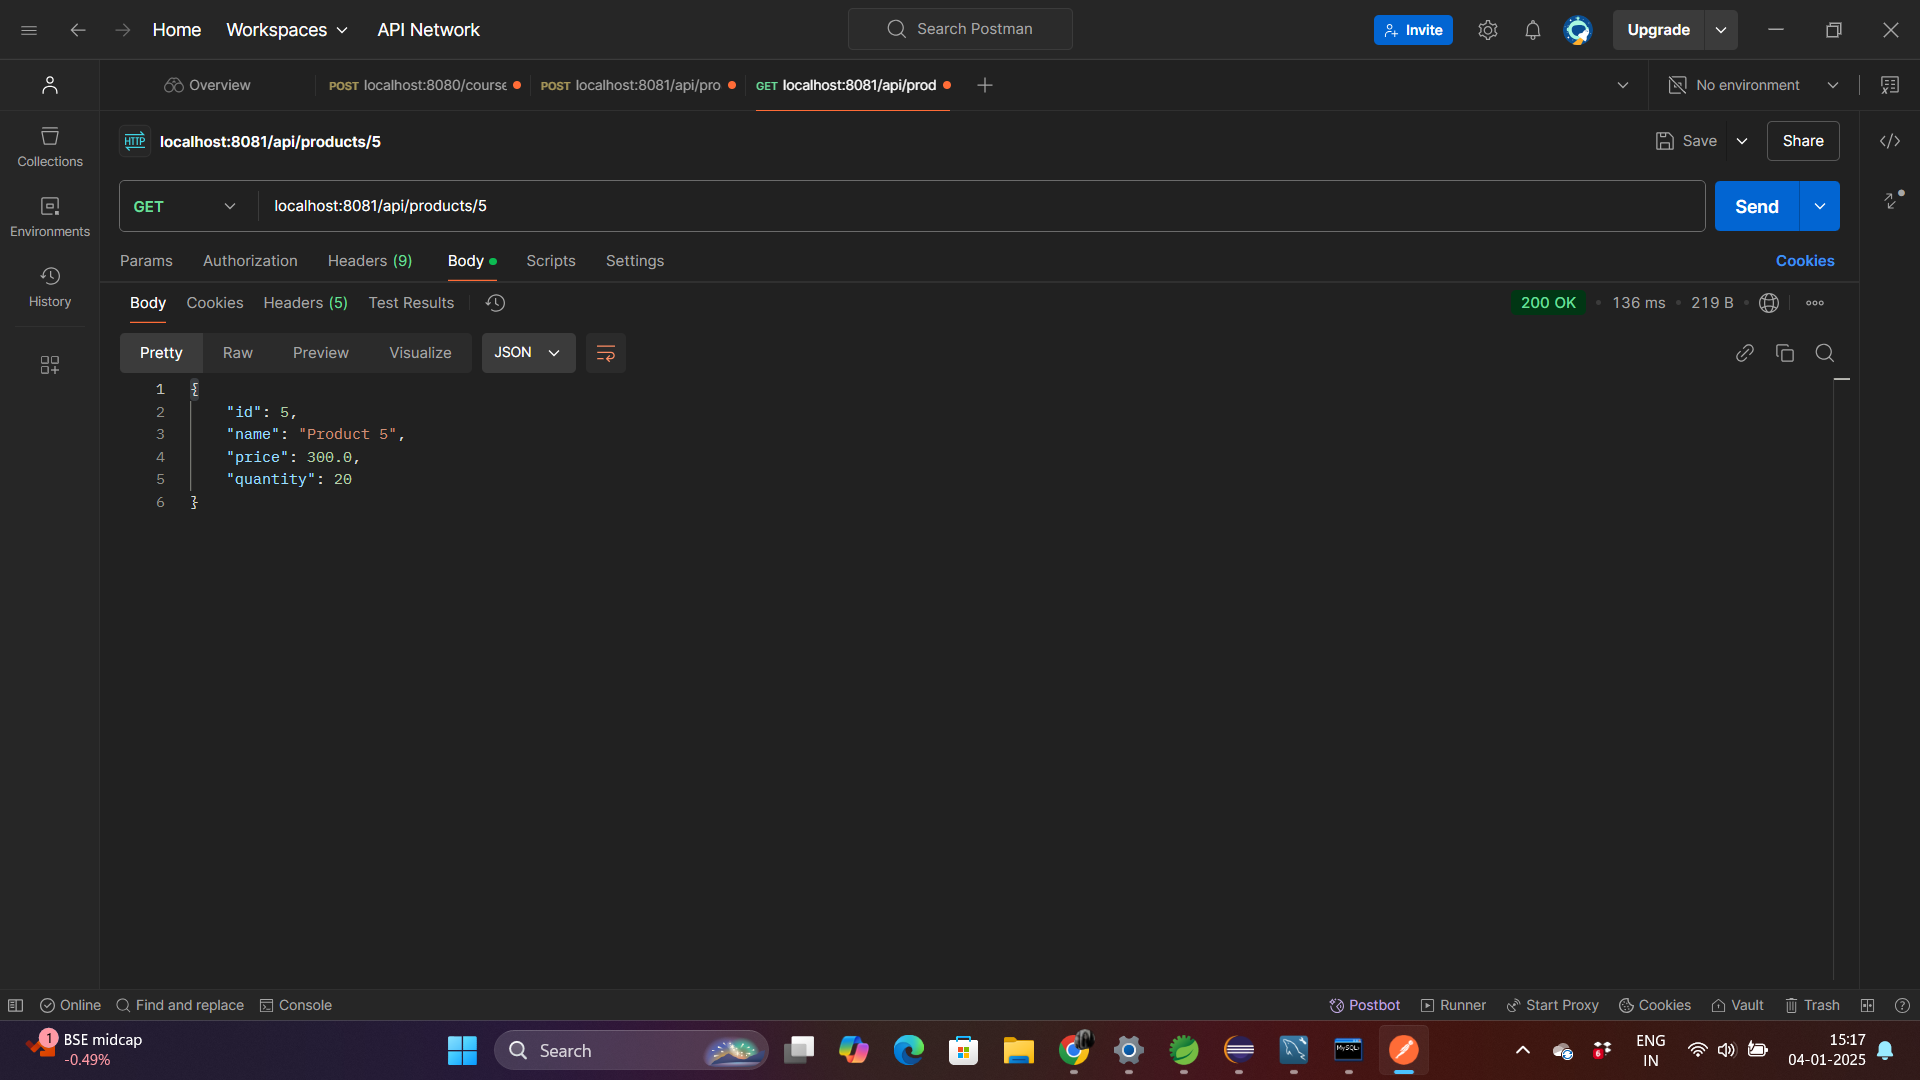 Home Workspaces API Network Search Postman Invite Upgrade
Overview POST localhost:8080/course POST localhost:8081/api/pro GET localhost:8081/api/prod No environment
HTTP localhost:8081/api/products/5 Save Share
Collections
GET localhost:8081/api/products/5 Send
Environments
Params Authorization Headers (9) Body Scripts Settings Cookies
History
Body Cookies Headers (5) Test Results 200 OK 136 ms 219 B
Pretty Raw Preview Visualize JSON
1 {
2 "id": 5,
3 "name": "Product 5",
4 "price": 300.0,
5 "quantity": 20
6 }
Online Find and replace Console Postbot Runner Start Proxy Cookies Vault Trash
1 BSE midcap
-0.49%
Search
MySQL
6
ENG
IN
15:17
04-01-2025